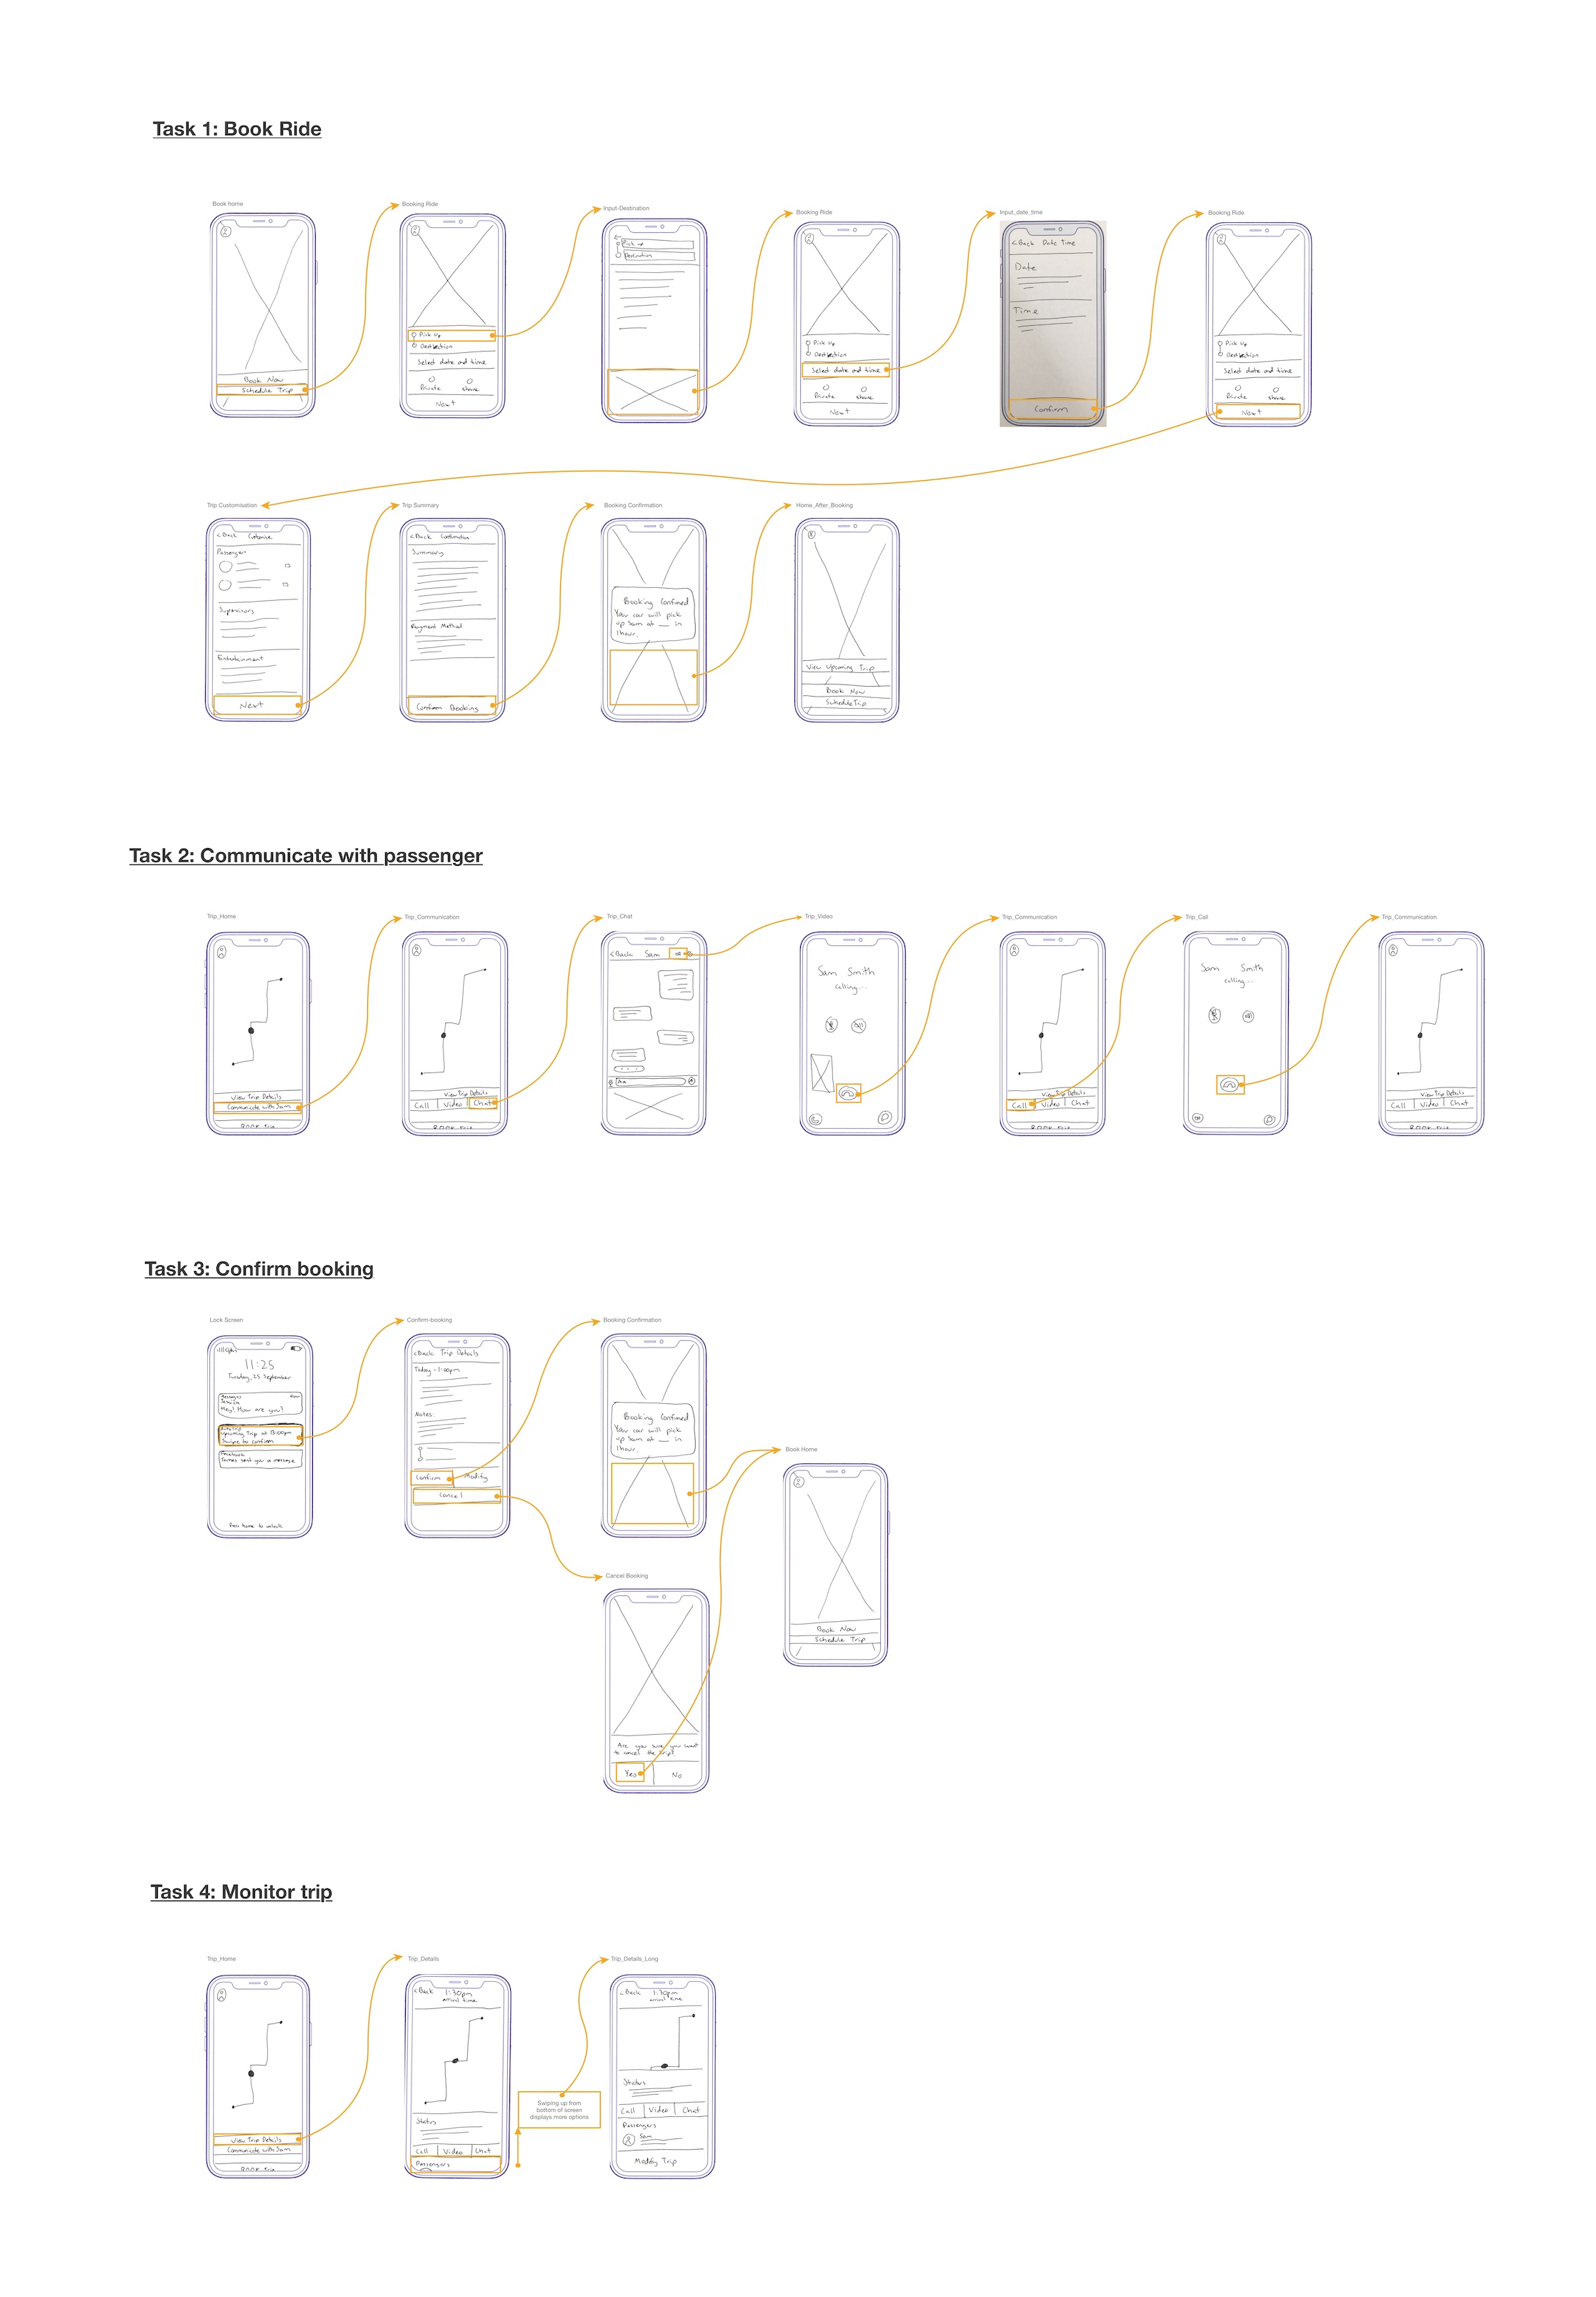 Task 1: Book Ride
Book home
Book Now
Schedule Trip
Booking Ride
Pick Up
Destination
Select date and time
Private
share
Next
Input-Destination
Pick up
Destination
Booking Ride
Pick Up
Destination
Select date and time
Private
share
Next
Input_date_time
<Back Date Time
Date
Time
Confirm
Booking Ride
Pick Up
Destination
Select date and time
Private
share
Next
Trip Customisation
<Back Customise
Passengers
Supervisors
Entertainment
Next
Trip Summary
<Back Confirmation
Summary
Payment Method
Confirm Booking
Booking Confirmation
Booking Confirmed
Your car will pick
up Sam at __ in
1 hour.
Home_After_Booking
View Upcoming Trip
Book Now
Schedule Trip
Task 2: Communicate with passenger
Trip_Home
View Trip Details
Communicate with Sam
Book Trip
Trip_Communication
View Trip Details
Call Video Chat
Book Trip
Trip_Chat
<Back Sam
Aa
Trip_Video
Sam Smith
calling...
Trip_Communication
View Trip Details
Call Video Chat
Book Trip
Trip_Call
Sam Smith
calling...
Trip_Communication
View Trip Details
Call Video Chat
Book Trip
Task 3: Confirm booking
Lock Screen
11:25
Tuesday, 25 September
Messages
now
Jessica
Hey! How are you?
Upcoming Trip at 13:00pm
Swipe to confirm
Facebook
James sent you a message
Press home to unlock
Confirm-booking
<Back Trip Details
Today - 1:00pm
Notes:
Confirm
Modify
Cancel
Booking Confirmation
Booking Confirmed
Your car will pick
up Sam at __ in
1 hour.
Book Home
Book Now
Schedule Trip
Cancel Booking
Are you sure you want
to cancel the trip?
Yes
No
Task 4: Monitor trip
Trip_Home
View Trip Details
Communicate with Sam
Book Trip
Trip_Details
<Back 1:30pm
arrival time
Status
Call Video Chat
Passengers
Swiping up from
bottom of screen
displays more options
Trip_Details_Long
<Back 1:30pm
arrival time
Status
Call Video Chat
Passengers
Sam
Modify Trip